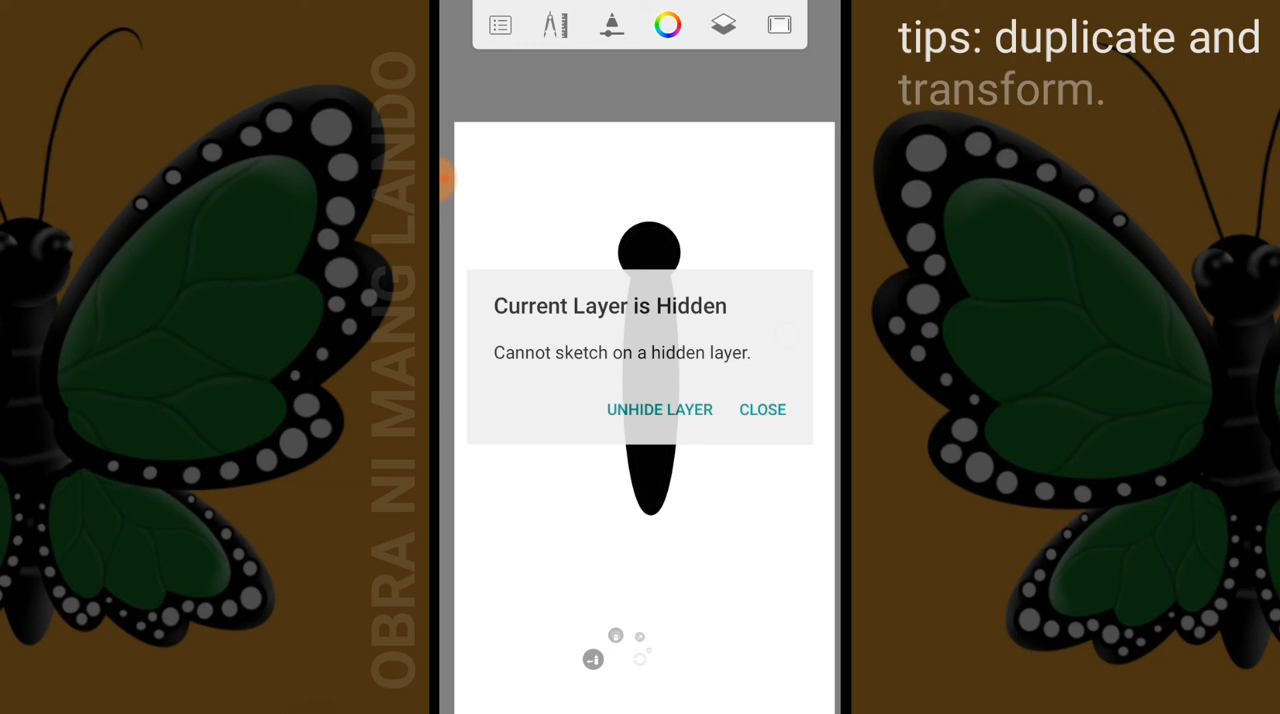 OBRA NI MANG LANDO
tips: duplicate and
transform.
Current Layer is Hidden
Cannot sketch on a hidden layer.
UNHIDE LAYER CLOSE